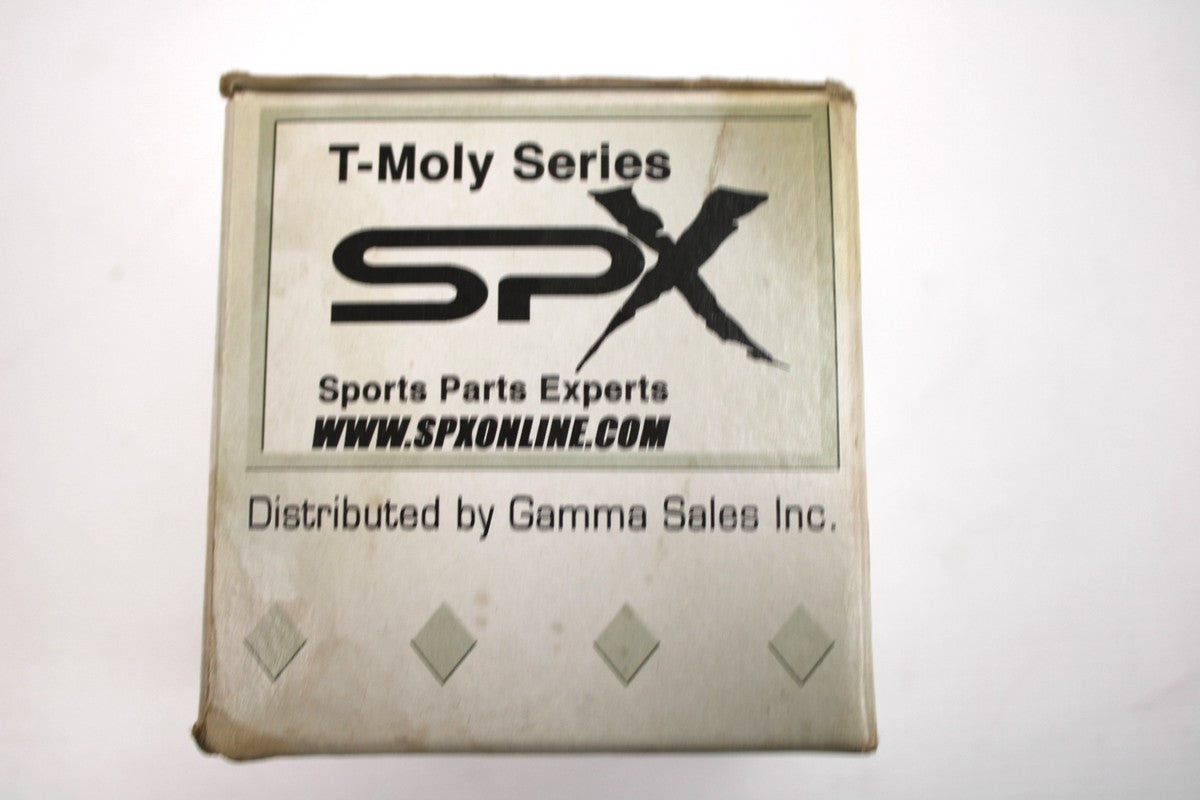 T-Moly Series
SPX
Sports Parts Experts
WWW.SPXONLINE.COM
Distributed by Gamma Sales Inc.